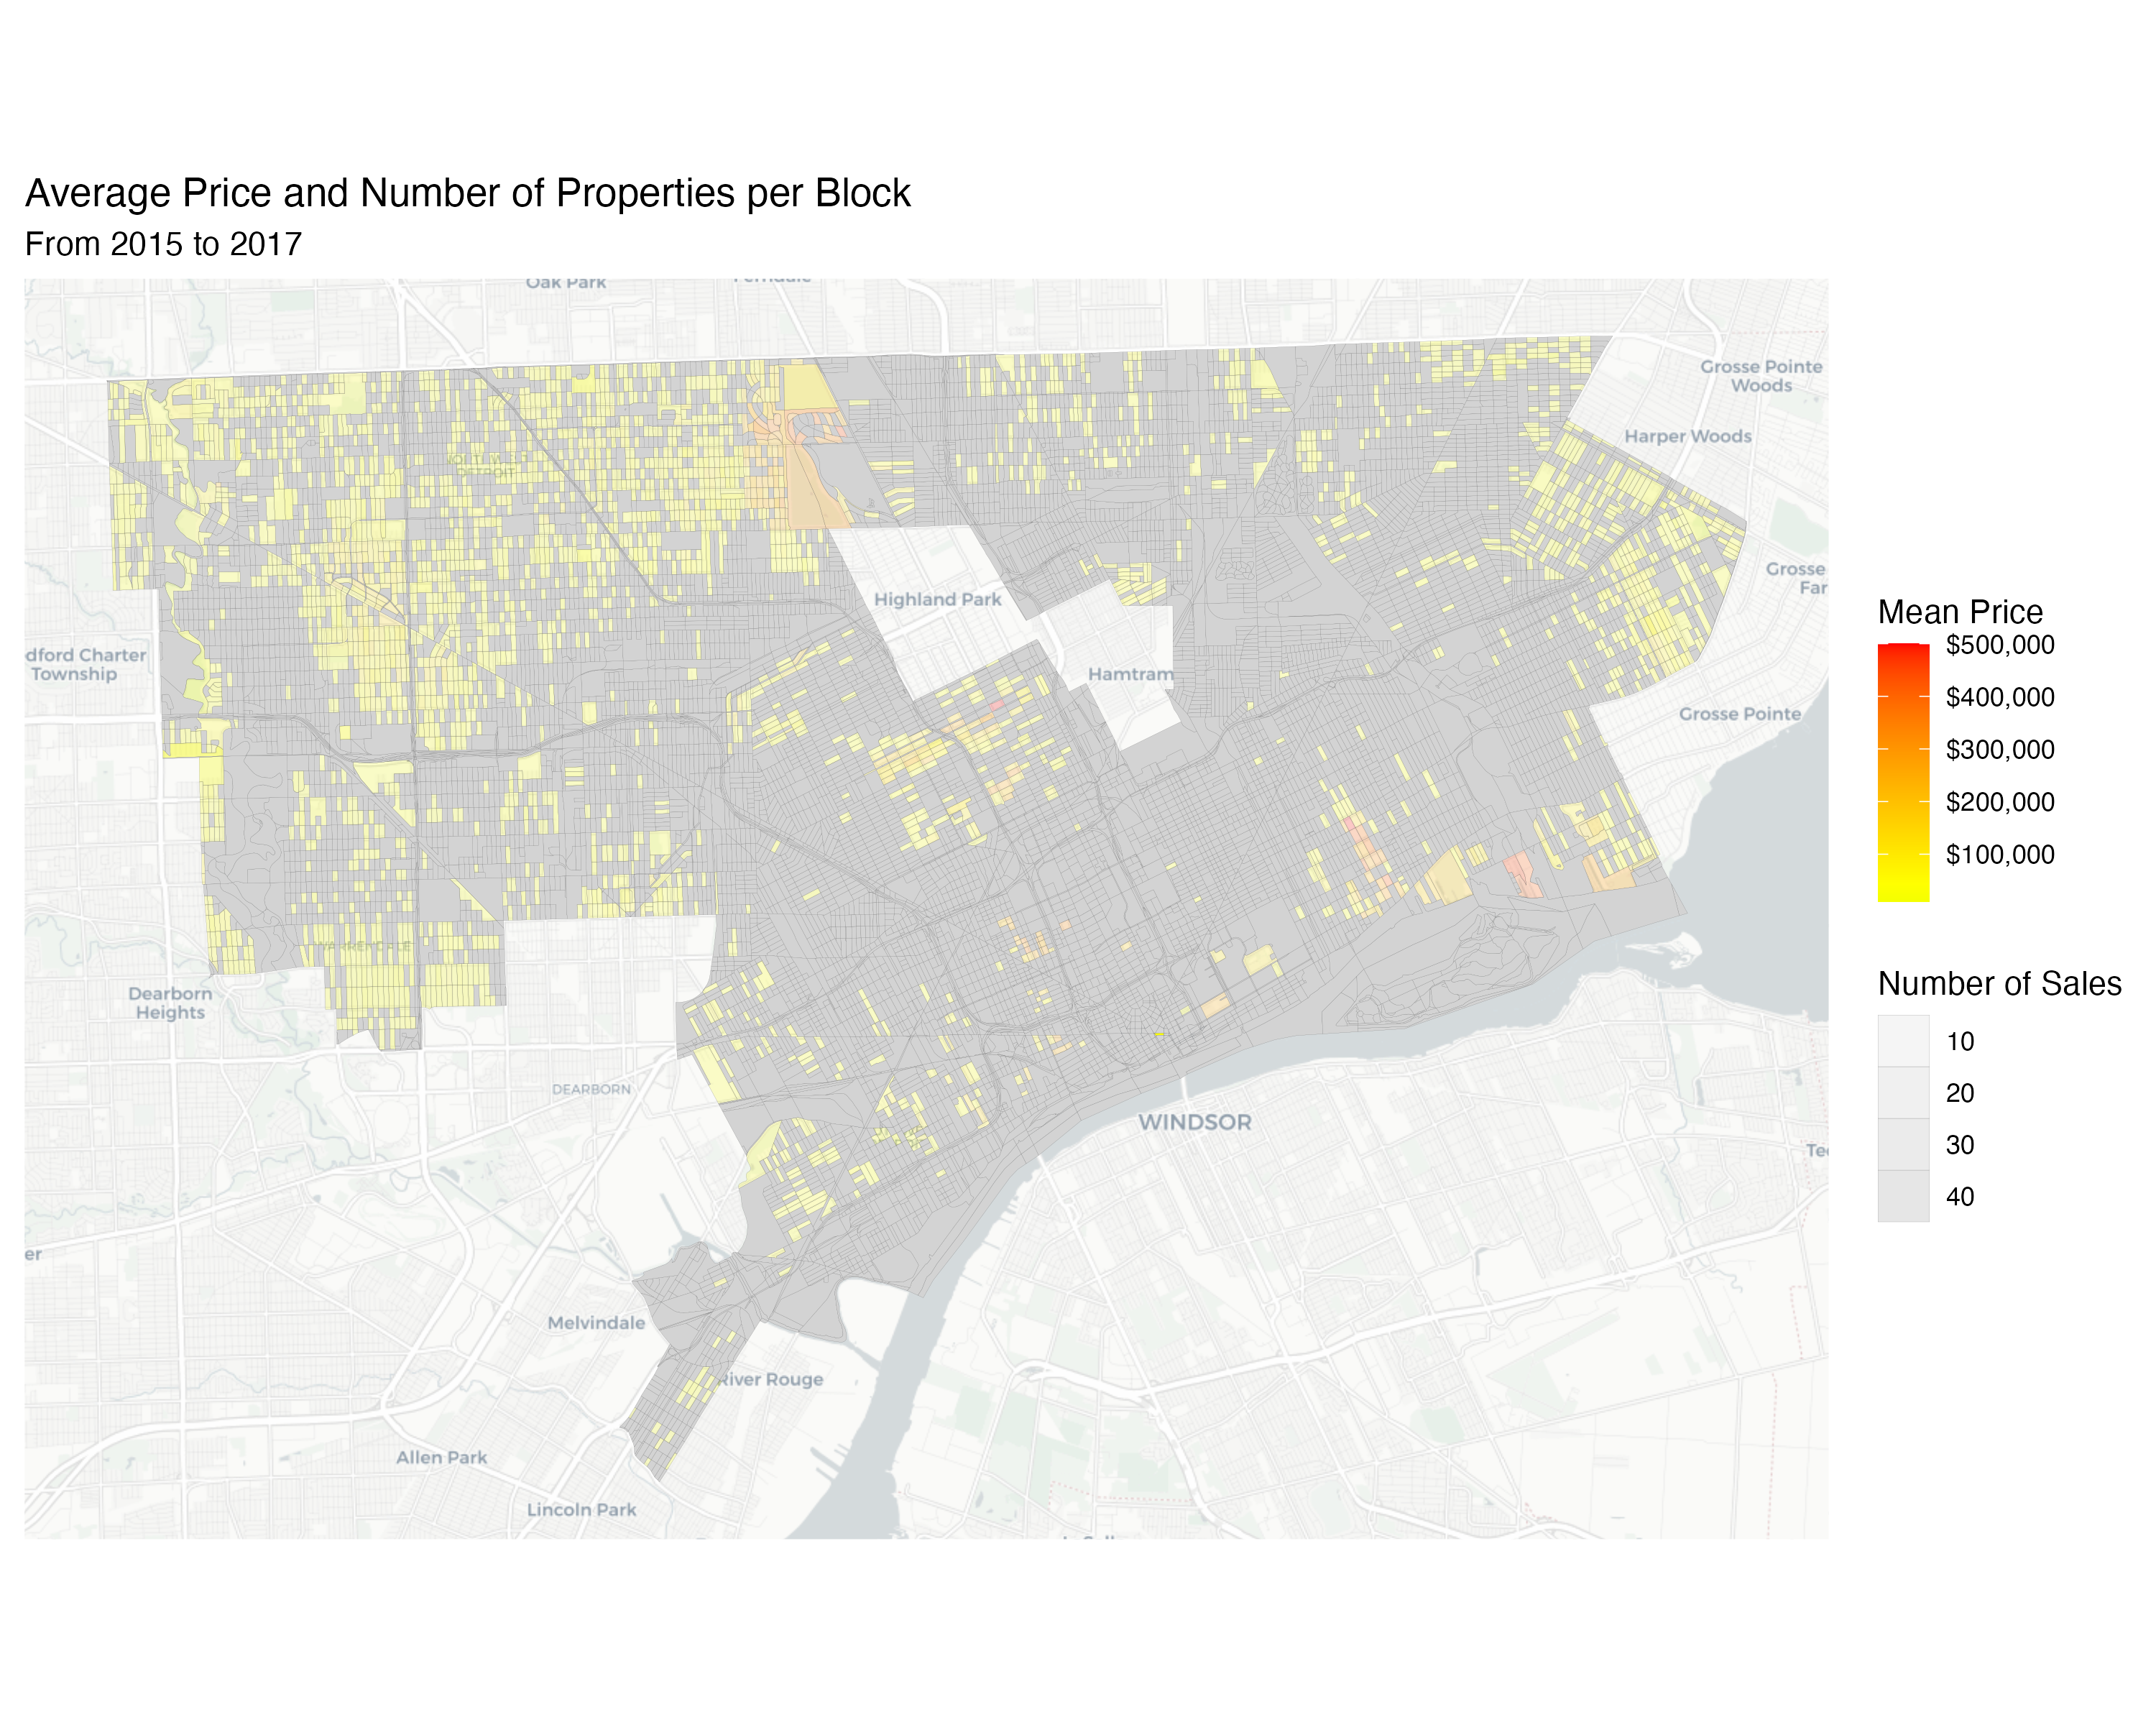 Average Price and Number of Properties per Block
From 2015 to 2017
Oak Park
Ferndale
Grosse Pointe
Woods
Harper Woods
Grosse
Far
Highland Park
Hamtram
dford Charter
Township
Grosse Pointe
WARRENDALE
Dearborn
Heights
DEARBORN
WINDSOR
er
Melvindale
River Rouge
Allen Park
Lincoln Park
Mean Price
$500,000
$400,000
$300,000
$200,000
$100,000
Number of Sales
10
20
30
40